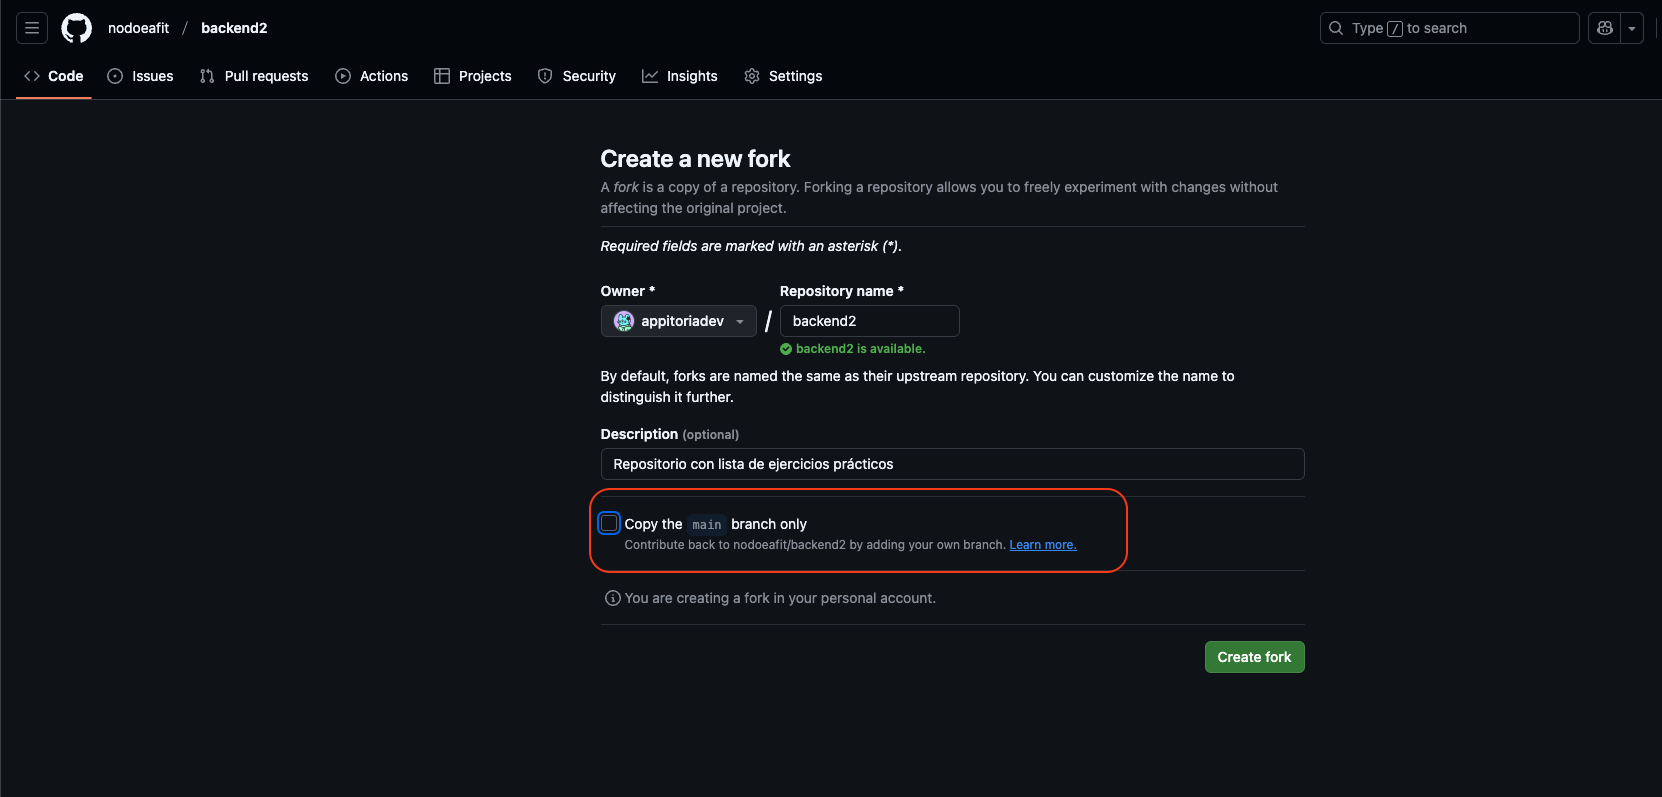 nodoeafit / backend2
Type / to search
Code Issues Pull requests Actions Projects Security Insights Settings
Create a new fork
A fork is a copy of a repository. Forking a repository allows you to freely experiment with changes without
affecting the original project.
Required fields are marked with an asterisk (*).
Owner * Repository name *
appitoriadev / backend2
backend2 is available.
By default, forks are named the same as their upstream repository. You can customize the name to
distinguish it further.
Description (optional)
Repositorio con lista de ejercicios prácticos
Copy the main branch only
Contribute back to nodoeafit/backend2 by adding your own branch. Learn more.
You are creating a fork in your personal account.
Create fork